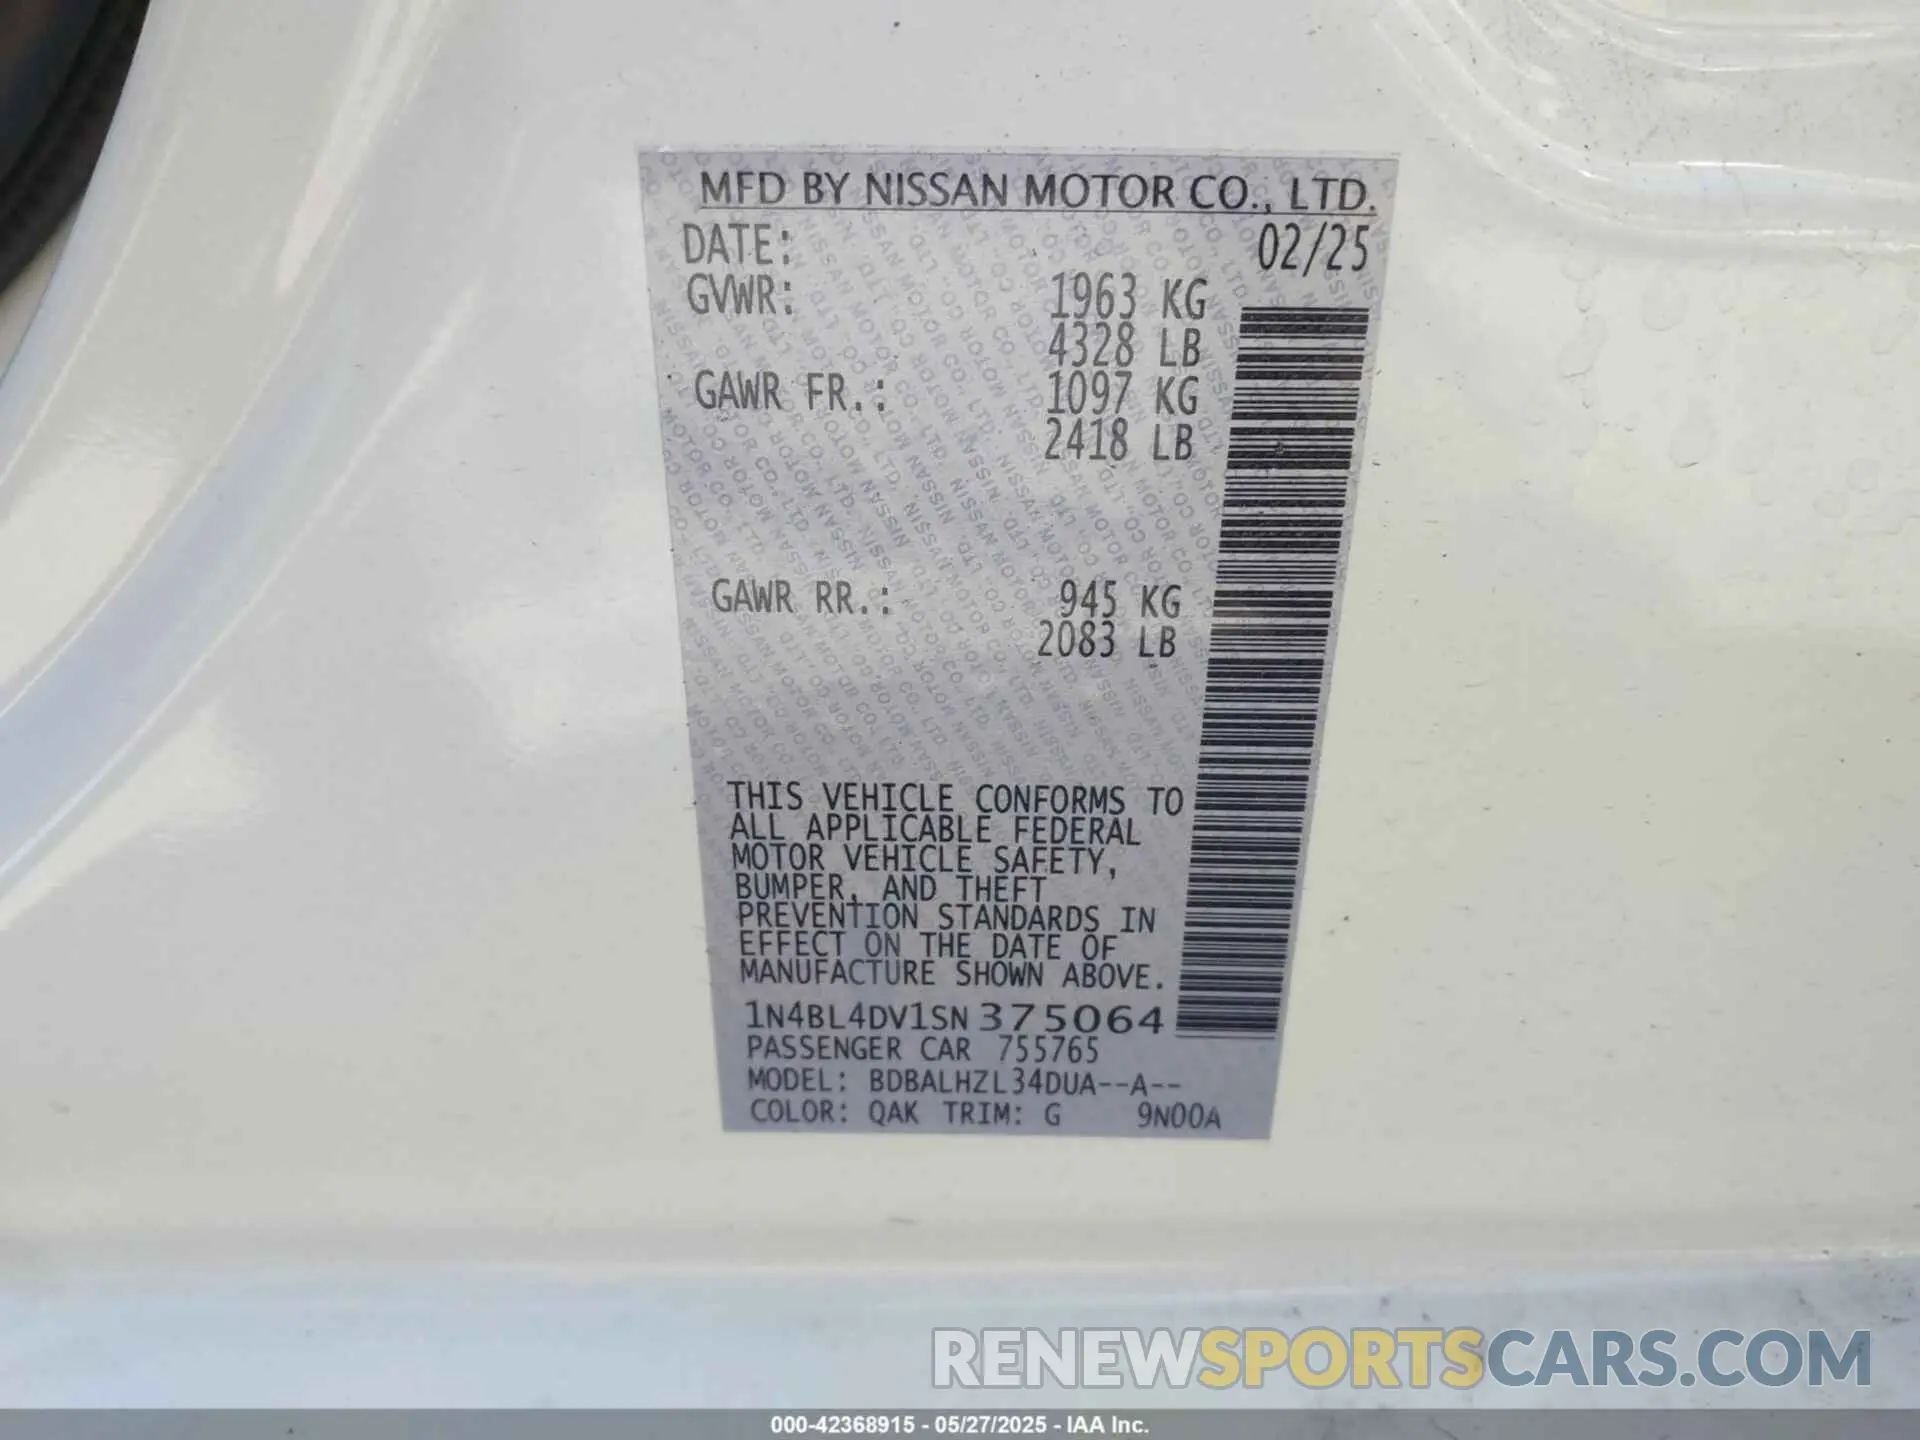 MFD BY NISSAN MOTOR CO., LTD.
DATE: 02/25
GVWR: 1963 KG
4328 LB
GAWR FR.: 1097 KG
2418 LB
GAWR RR.: 945 KG
2083 LB
THIS VEHICLE CONFORMS TO
ALL APPLICABLE FEDERAL
MOTOR VEHICLE SAFETY,
BUMPER, AND THEFT
PREVENTION STANDARDS IN
EFFECT ON THE DATE OF
MANUFACTURE SHOWN ABOVE.
1N4BL4DV1SN375064
PASSENGER CAR 755765
MODEL: BDBALHZL34DUA--A--
COLOR: QAK TRIM: G 9N00A
RENEWSPORTSCARS.COM
000-42368915 - 05/27/2025 - IAA Inc.